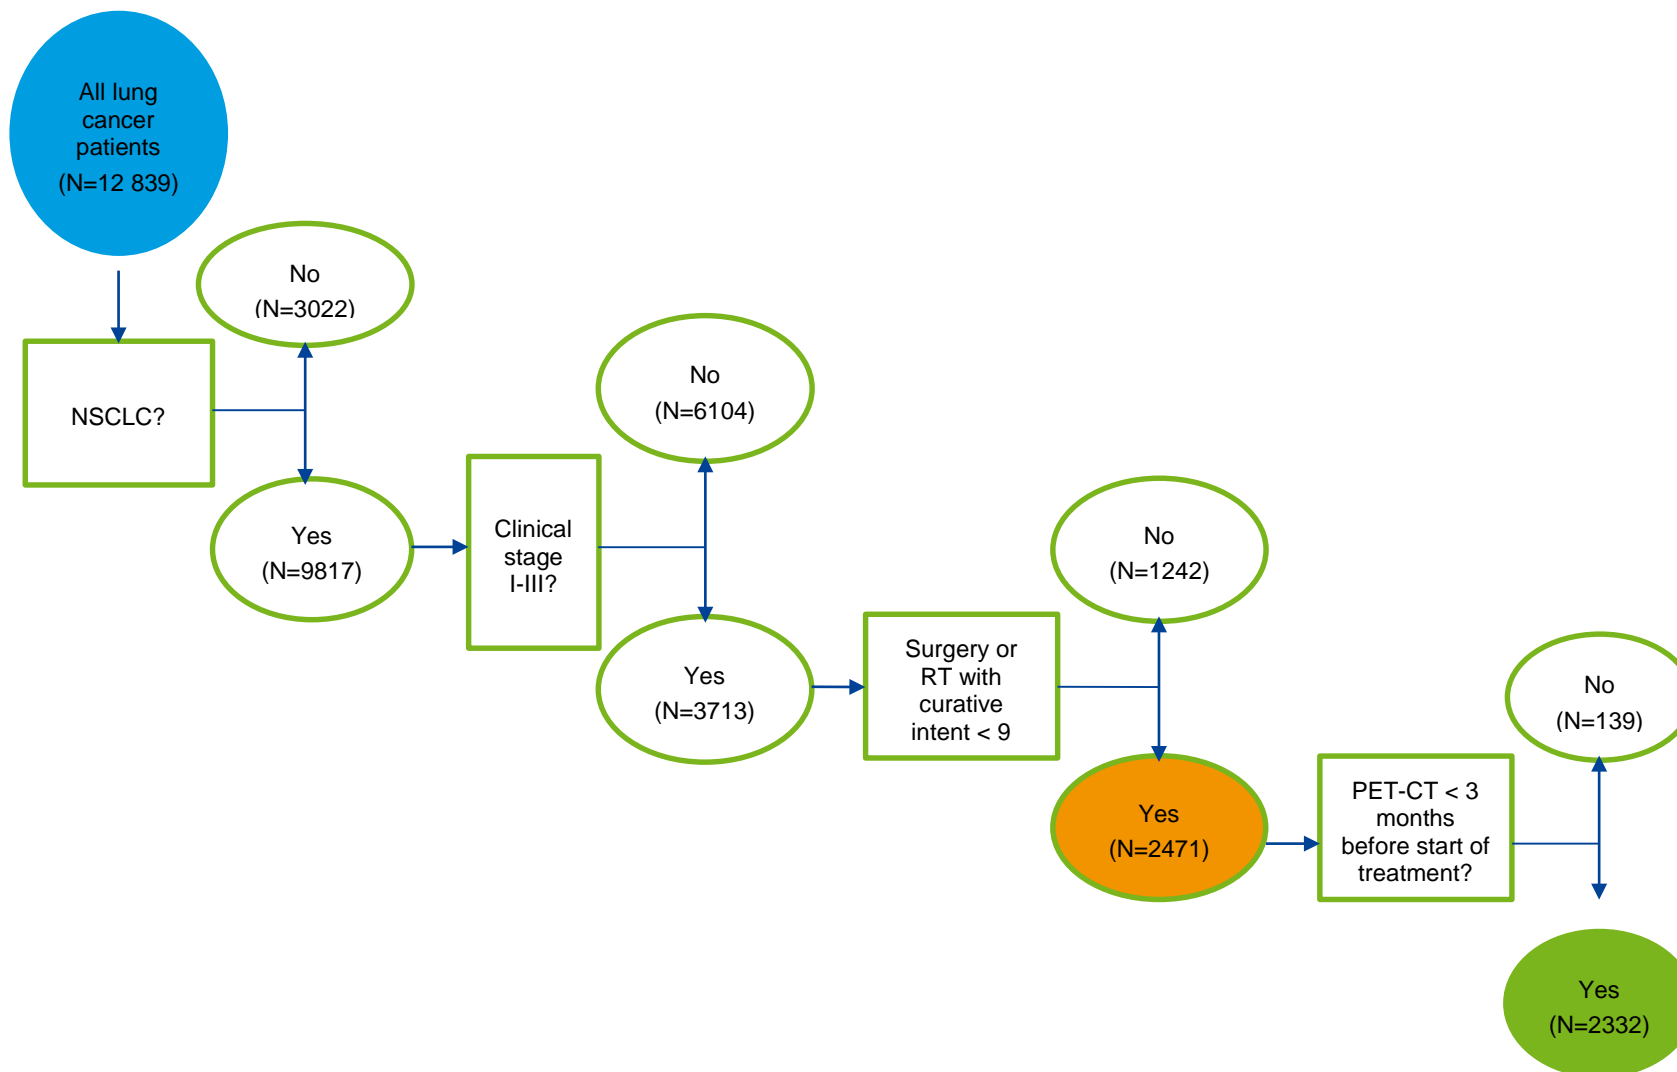 All lung
cancer
patients
(N=12 839)
No
(N=3022)
NSCLC?
Yes
(N=9817)
No
(N=6104)
Clinical
stage
I-III?
Yes
(N=3713)
No
(N=1242)
Surgery or
RT with
curative
intent < 9
Yes
(N=2471)
No
(N=139)
PET-CT < 3
months
before start of
treatment?
Yes
(N=2332)